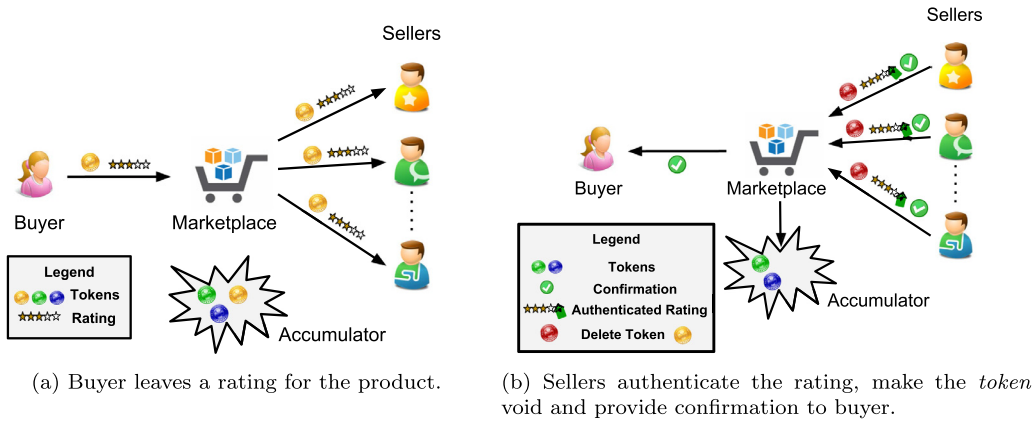 Sellers
Buyer
Marketplace
Legend
Tokens
Rating
Accumulator
(a) Buyer leaves a rating for the product.
Sellers
Buyer
Marketplace
Legend
Tokens
Confirmation
Authenticated Rating
Delete Token
Accumulator
(b) Sellers authenticate the rating, make the token
void and provide confirmation to buyer.